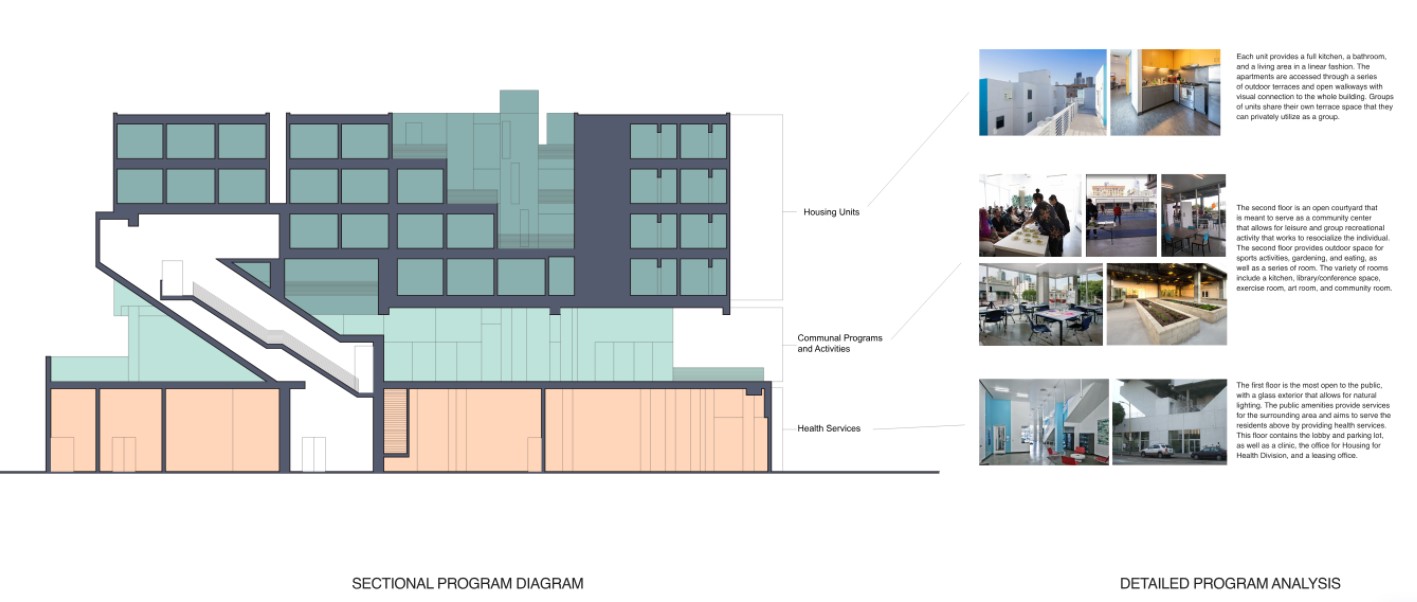 Each unit provides a full kitchen, a bathroom,
and a living area in a linear fashion. The
apartments are accessed through a series
of outdoor terraces and open walkways with
visual connection to the whole building. Groups
of units share their own terrace space that they
can privately utilize as a group.
Housing Units
The second floor is an open courtyard that
is meant to serve as a community center
that allows for leisure and group recreational
activity that works to resocialize the individual.
The second floor provides outdoor space for
sports activities, gardening, and eating, as
well as a series of room. The variety of rooms
include a kitchen, library/conference space,
exercise room, art room, and community room.
Communal Programs
and Activities
The first floor is the most open to the public,
with a glass exterior that allows for natural
lighting. The public amenities provide services
for the surrounding area and aims to serve the
residents above by providing health services.
This floor contains the lobby and parking lot,
as well as a clinic, the office for Housing for
Health Division, and a leasing office.
Health Services
SECTIONAL PROGRAM DIAGRAM
DETAILED PROGRAM ANALYSIS